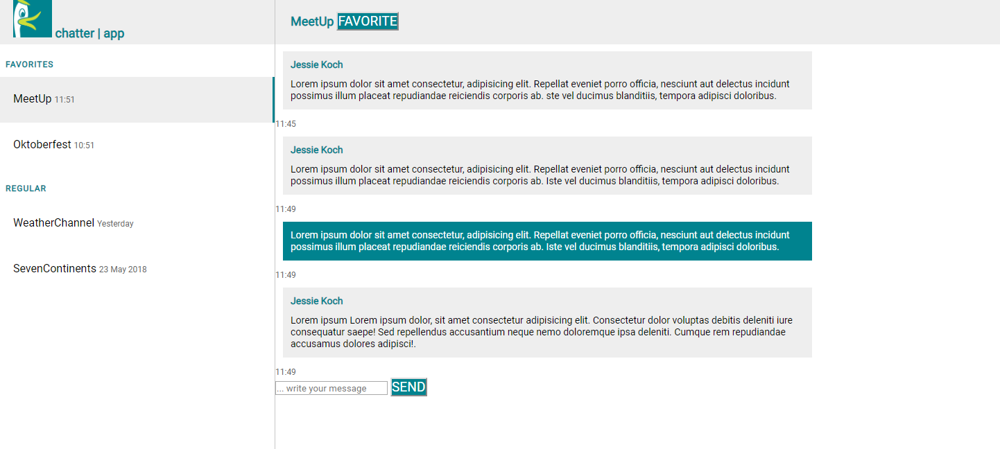 chatter | app
FAVORITES
MeetUp 11:51
Oktoberfest 10:51
REGULAR
WeatherChannel Yesterday
SevenContinents 23 May 2018
MeetUp FAVORITE
Jessie Koch
Lorem ipsum dolor sit amet consectetur, adipisicing elit. Repellat eveniet porro officia, nesciunt aut delectus incidunt
possimus illum placeat repudiandae reiciendis corporis ab. ste vel ducimus blanditiis, tempora adipisci doloribus.
11:45
Jessie Koch
Lorem ipsum dolor sit amet consectetur, adipisicing elit. Repellat eveniet porro officia, nesciunt aut delectus incidunt
possimus illum placeat repudiandae reiciendis corporis ab. Iste vel ducimus blanditiis, tempora adipisci doloribus.
11:49
Lorem ipsum dolor sit amet consectetur, adipisicing elit. Repellat eveniet porro officia, nesciunt aut delectus incidunt
possimus illum placeat repudiandae reiciendis corporis ab. Iste vel ducimus blanditiis, tempora adipisci doloribus.
11:49
Jessie Koch
Lorem ipsum Lorem ipsum dolor, sit amet consectetur adipisicing elit. Consectetur dolor voluptas debitis deleniti iure
consequatur saepe! Sed repellendus accusantium neque nemo doloremque ipsa deleniti. Cumque rem repudiandae
accusamus dolores adipisci!.
11:49
... write your message SEND